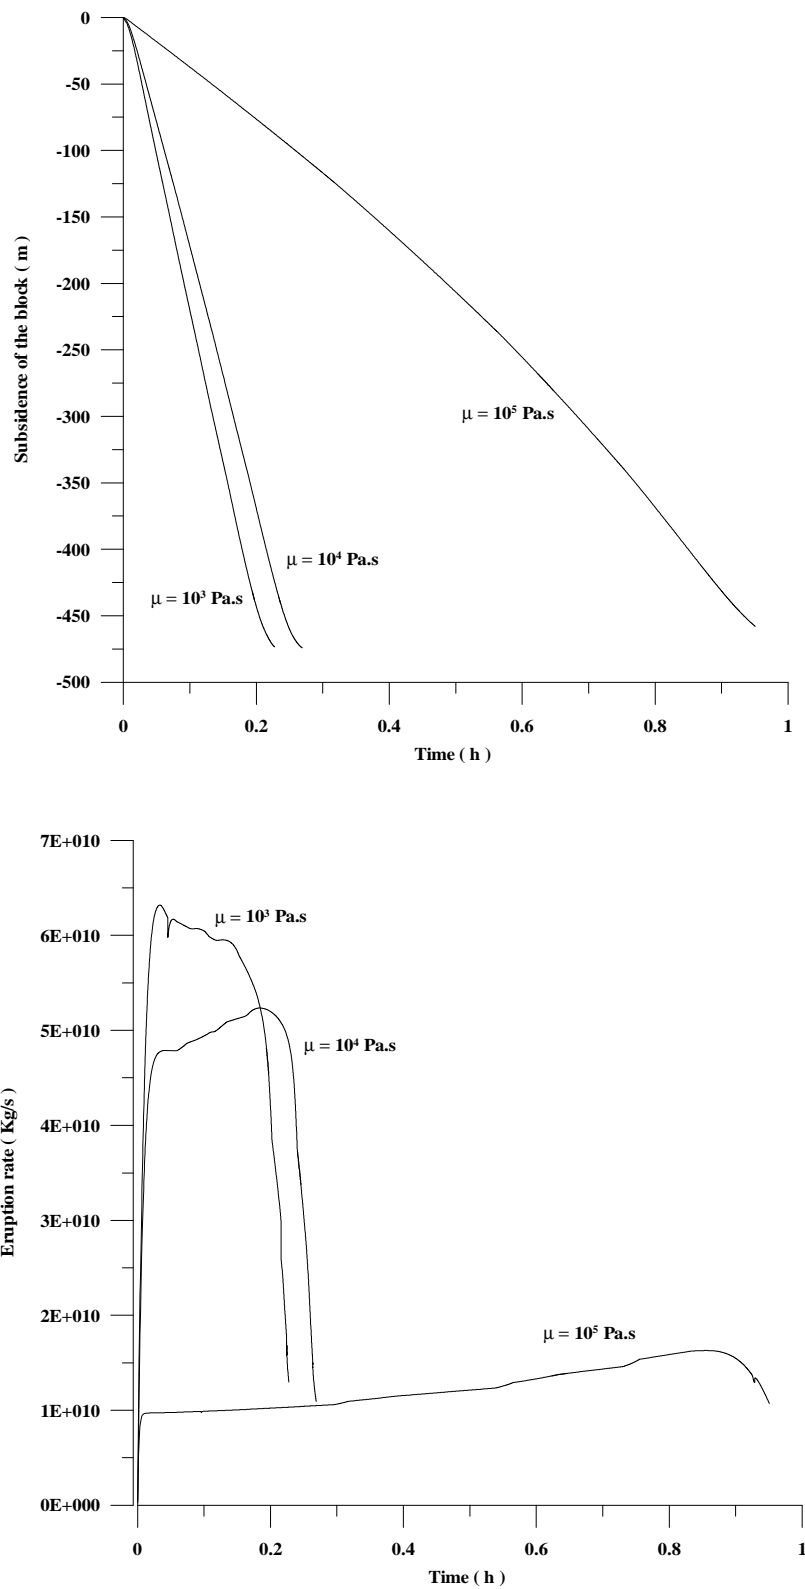 0
-50
-100
-150
-200
-250
-300
-350
-400
-450
-500
Subsidence of the block ( m )
μ = 10⁵ Pa.s
μ = 10⁴ Pa.s
μ = 10³ Pa.s
0 0.2 0.4 0.6 0.8 1
Time ( h )
7E+010
6E+010
5E+010
4E+010
3E+010
2E+010
1E+010
0E+000
Eruption rate ( Kg/s )
μ = 10³ Pa.s
μ = 10⁴ Pa.s
μ = 10⁵ Pa.s
0 0.2 0.4 0.6 0.8 1
Time ( h )